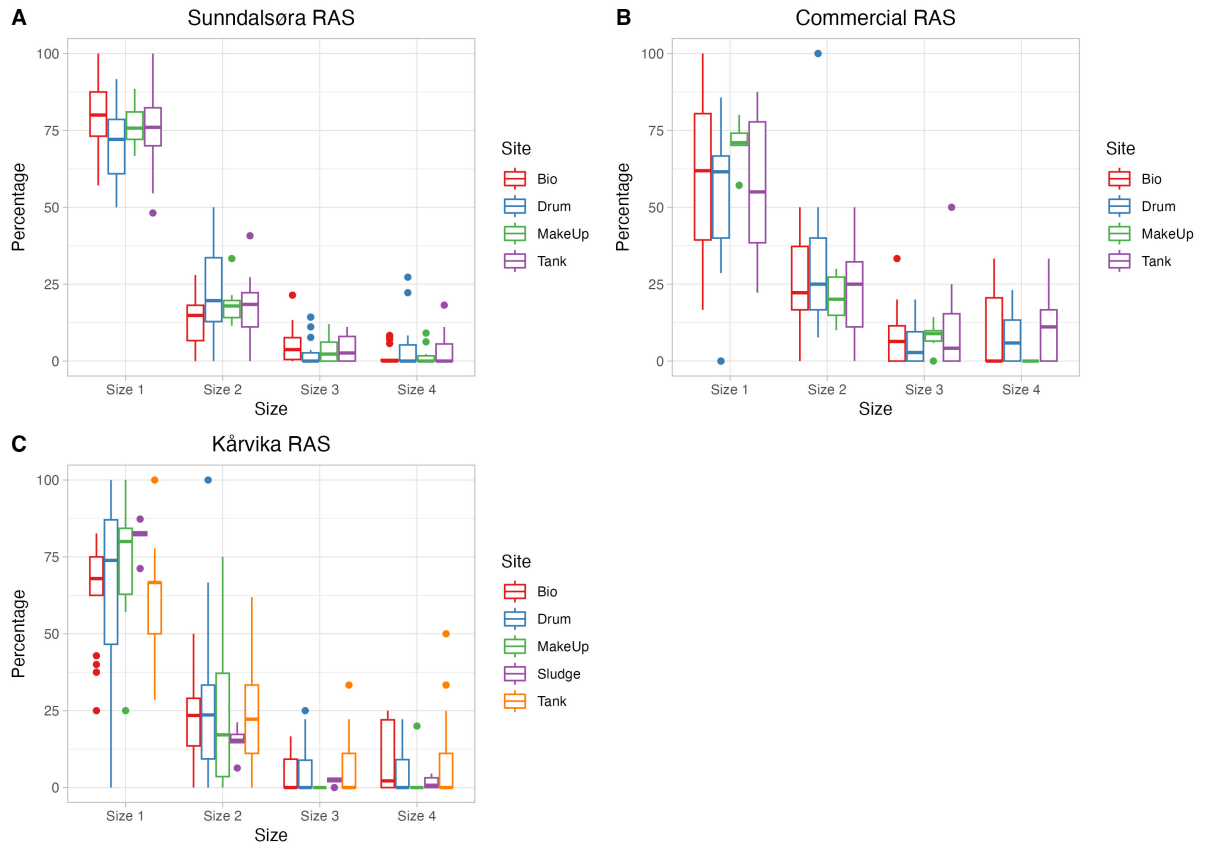 A
Sunndalsøra RAS
Percentage
100
75
50
25
0
Size 1
Size 2
Size 3
Size 4
Size
Site
Bio
Drum
MakeUp
Tank
B
Commercial RAS
Percentage
100
75
50
25
0
Size 1
Size 2
Size 3
Size 4
Size
Site
Bio
Drum
MakeUp
Tank
C
Kårvika RAS
Percentage
100
75
50
25
0
Size 1
Size 2
Size 3
Size 4
Size
Site
Bio
Drum
MakeUp
Sludge
Tank